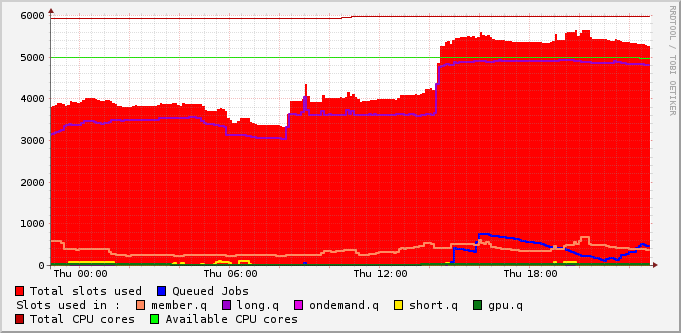 RRDTOOL / TOBI OETIKER
6000
5000
4000
3000
2000
1000
0
Thu 00:00 Thu 06:00 Thu 12:00 Thu 18:00
Total slots used Queued Jobs
Slots used in : member.q long.q ondemand.q short.q gpu.q
Total CPU cores Available CPU cores